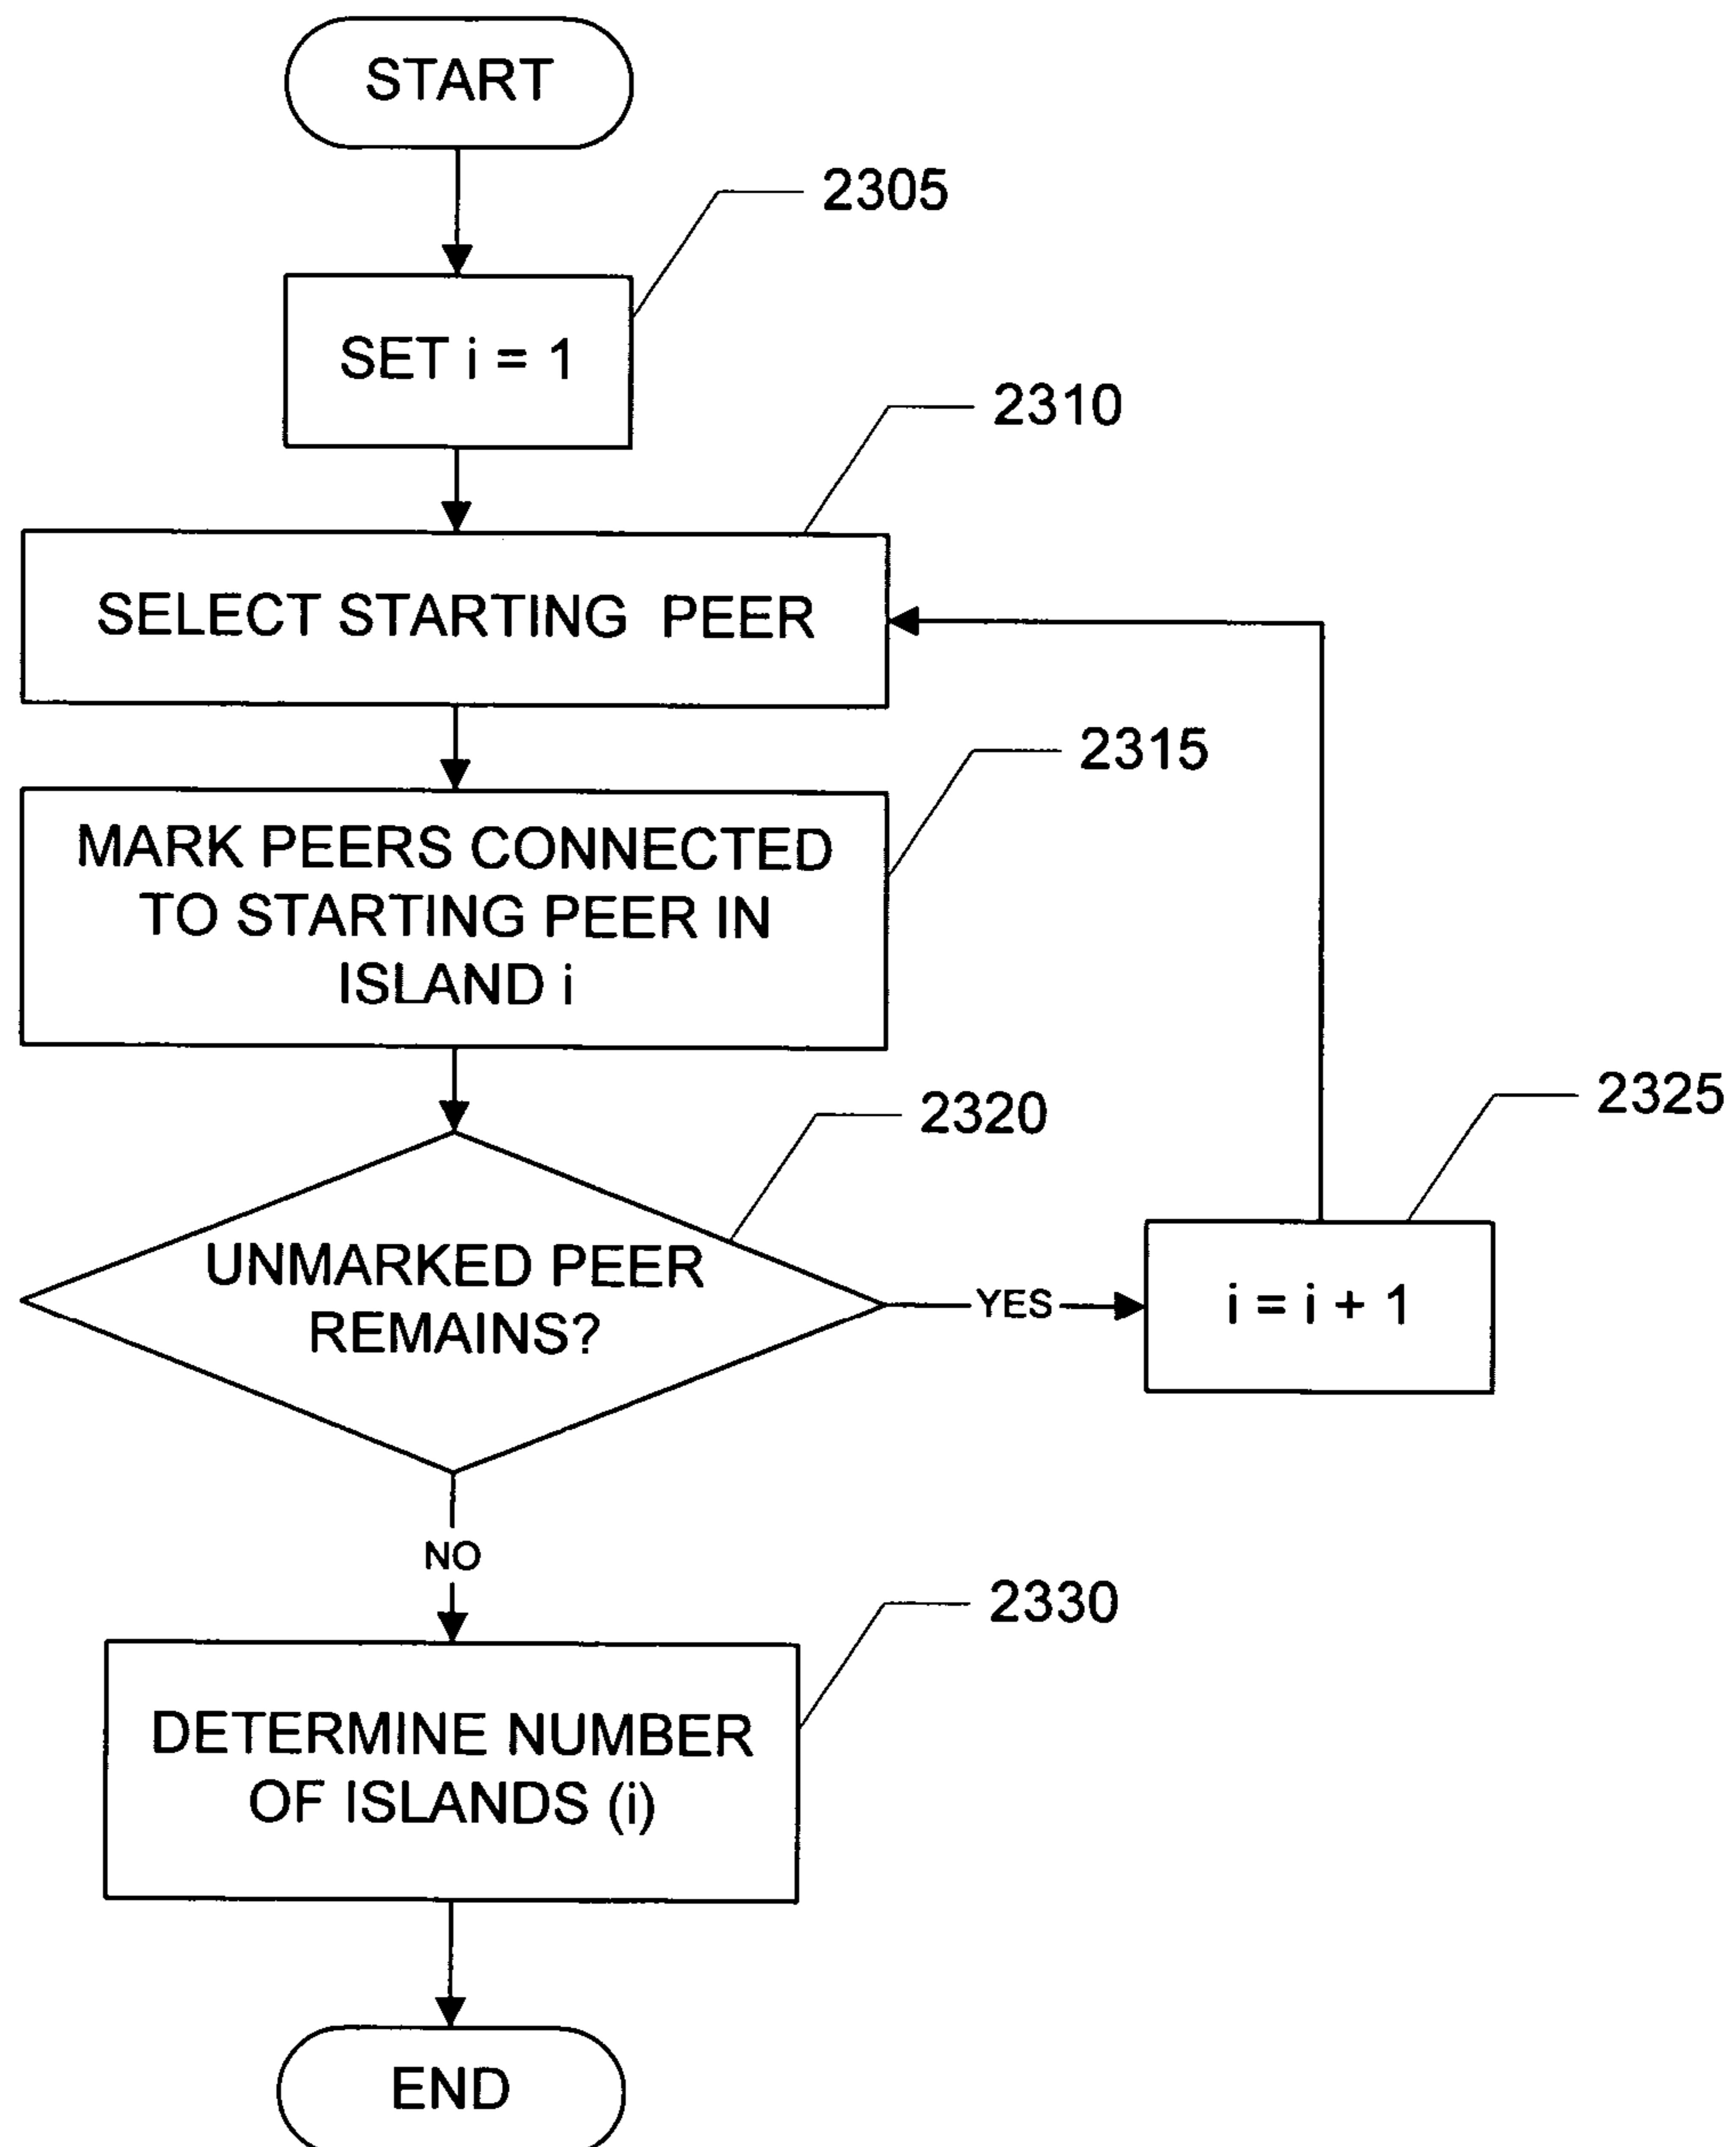 START
2305
SET i = 1
2310
SELECT STARTING PEER
2315
MARK PEERS CONNECTED
TO STARTING PEER IN
ISLAND i
2320
2325
UNMARKED PEER
REMAINS?
YES
i = i + 1
NO
2330
DETERMINE NUMBER
OF ISLANDS (i)
END